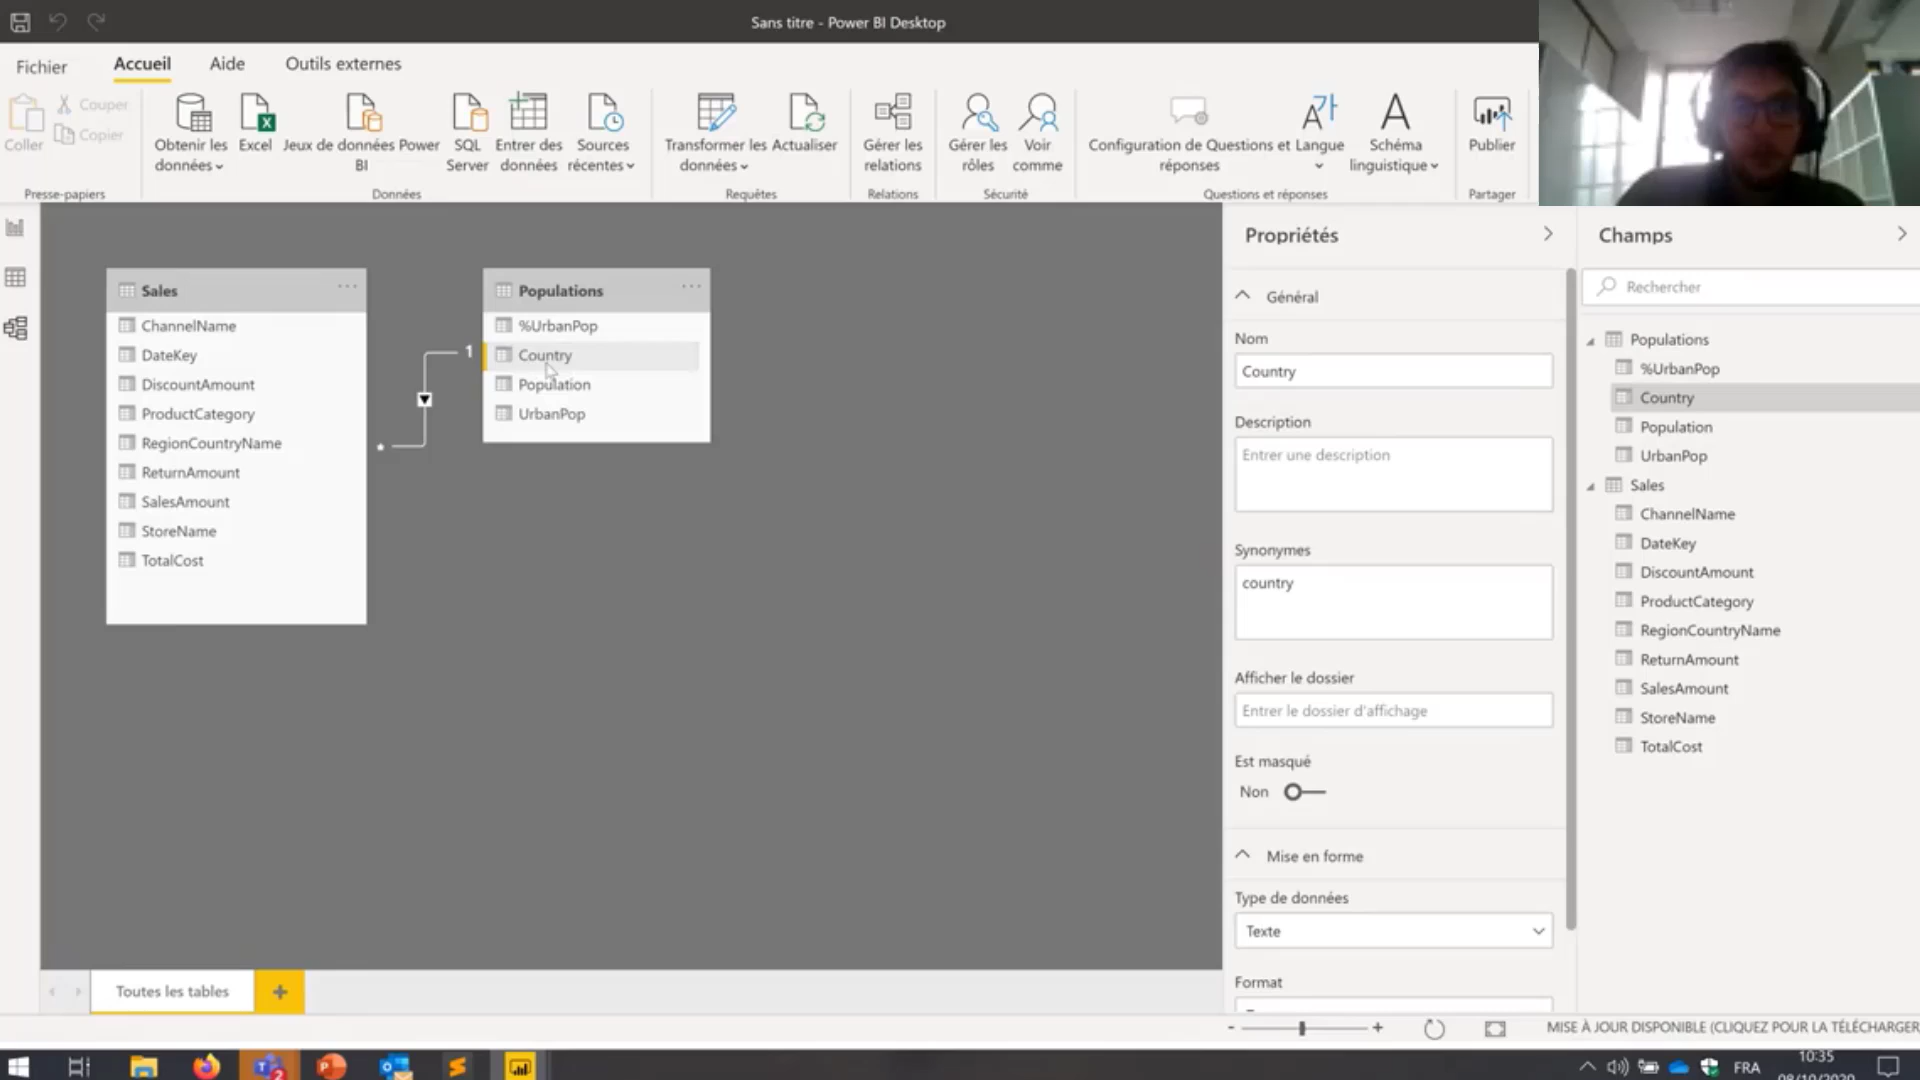 Sans titre - Power BI Desktop
Fichier
Accueil
Aide
Outils externes
Coller
Couper
Copier
Presse-papiers
Obtenir les données
Excel
Jeux de données Power BI
SQL Server
Entrer des données
Sources récentes
Données
Transformer les données
Actualiser
Requêtes
Gérer les relations
Relations
Gérer les rôles
Voir comme
Sécurité
Configuration de Questions et réponses
Langue
Schéma linguistique
Questions et réponses
Publier
Partager
Sales
ChannelName
DateKey
DiscountAmount
ProductCategory
RegionCountryName
ReturnAmount
SalesAmount
StoreName
TotalCost
1
*
Populations
%UrbanPop
Country
Population
UrbanPop
Propriétés
Général
Nom
Country
Description
Entrer une description
Synonymes
country
Afficher le dossier
Entrer le dossier d'affichage
Est masqué
Non
Mise en forme
Type de données
Texte
Format
Champs
Rechercher
Populations
%UrbanPop
Country
Population
UrbanPop
Sales
ChannelName
DateKey
DiscountAmount
ProductCategory
RegionCountryName
ReturnAmount
SalesAmount
StoreName
TotalCost
Toutes les tables
+
- +
MISE À JOUR DISPONIBLE (CLIQUEZ POUR LA TÉLÉCHARGER
FRA
10:35
08/10/2020